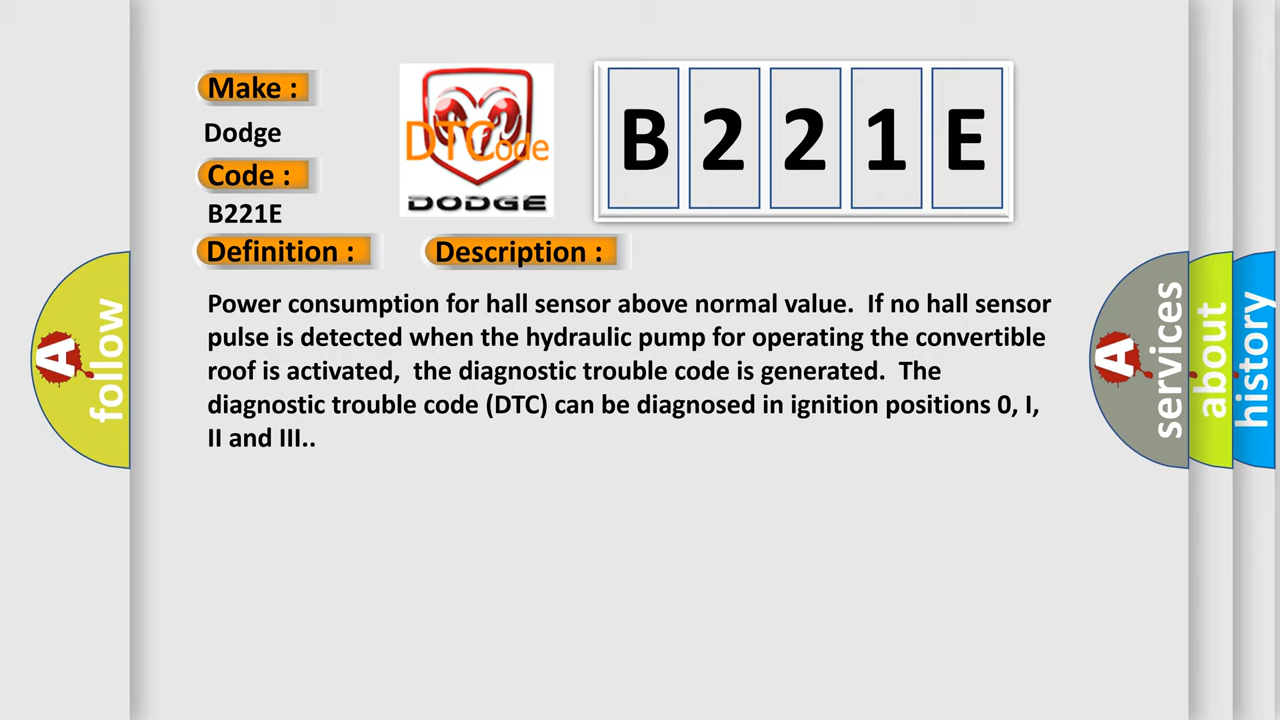 Make :
Dodge
Code :
B221E
DTCode
DODGE
B 2 2 1 E
Definition :
Description :
Power consumption for hall sensor above normal value. If no hall sensor
pulse is detected when the hydraulic pump for operating the convertible
roof is activated, the diagnostic trouble code is generated. The
diagnostic trouble code (DTC) can be diagnosed in ignition positions 0, I,
II and III..
A follow
A services
about
history